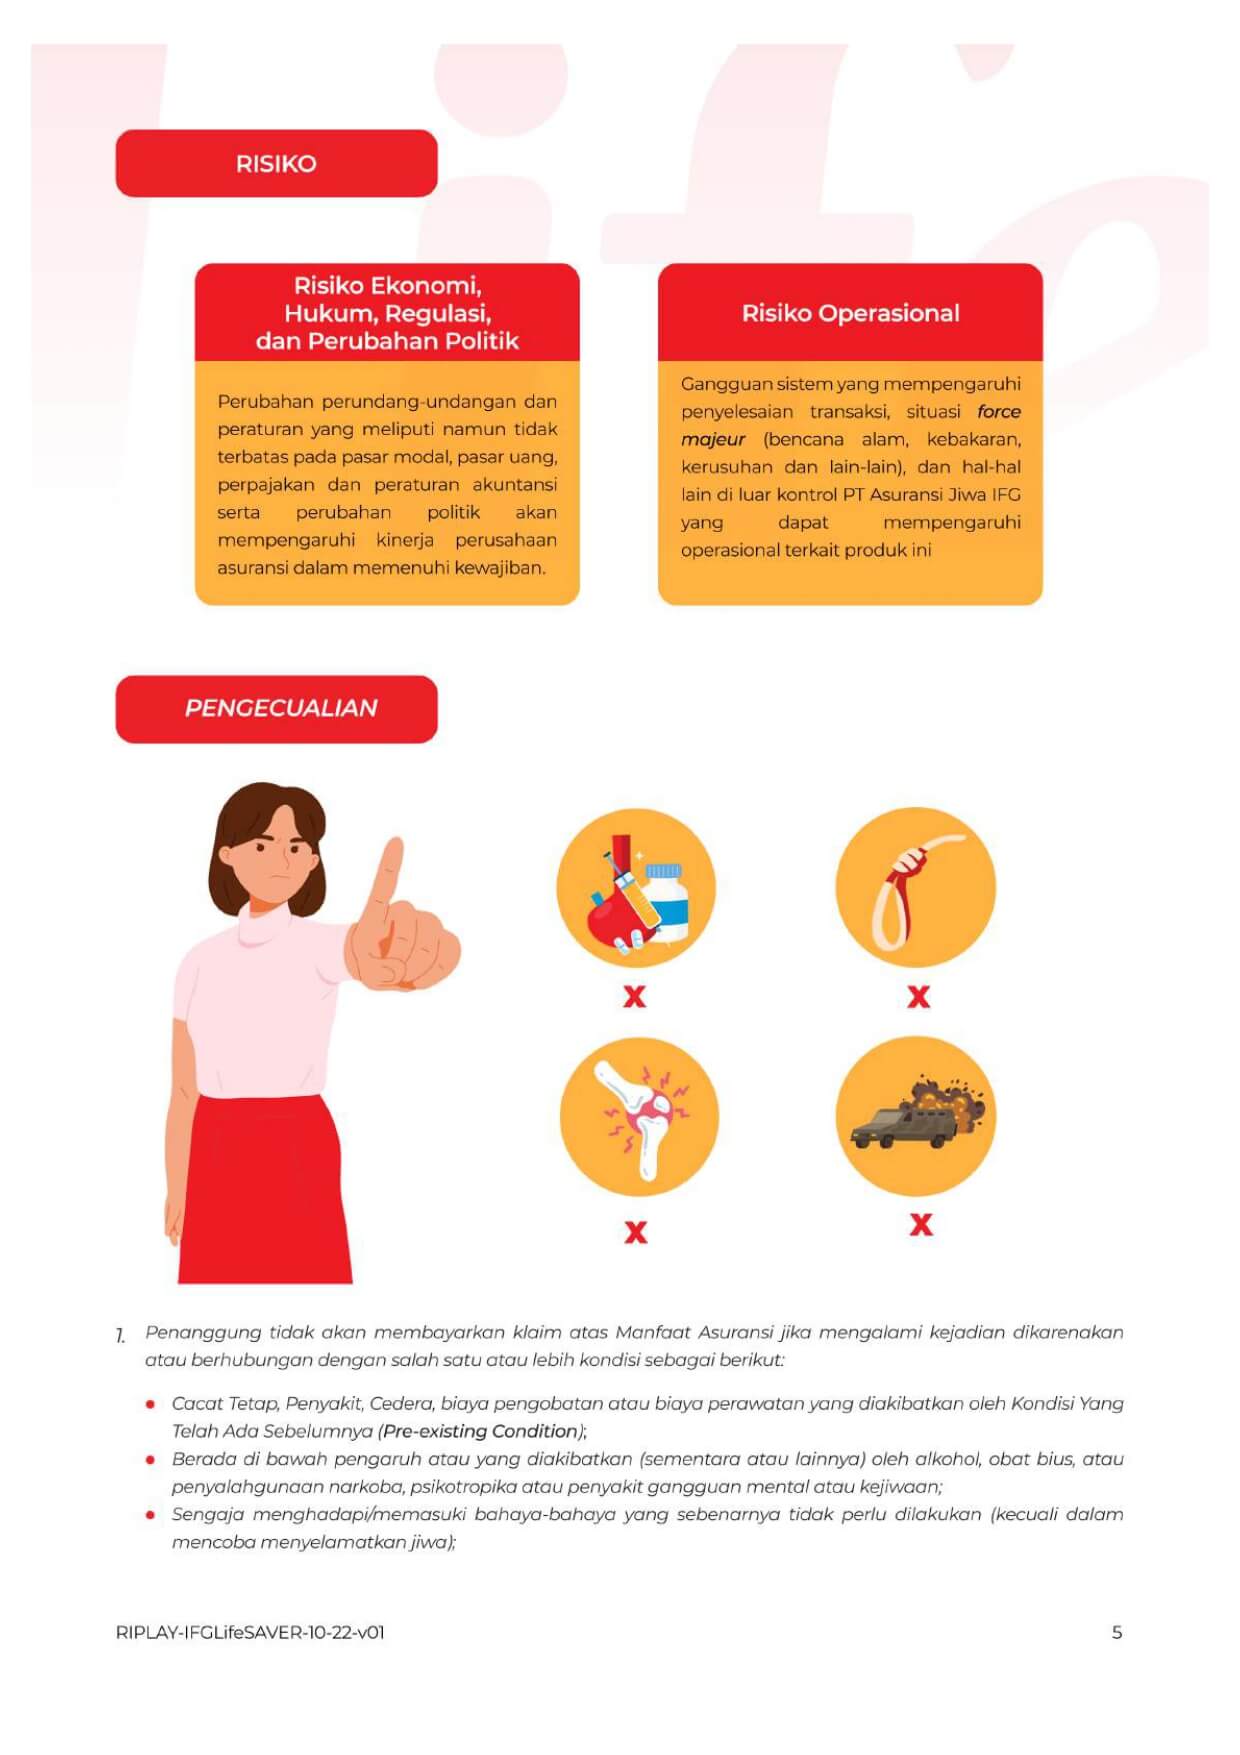 RISIKO
Risiko Ekonomi,
Hukum, Regulasi,
dan Perubahan Politik
Perubahan perundang-undangan dan
peraturan yang meliputi namun tidak
terbatas pada pasar modal, pasar uang,
perpajakan dan peraturan akuntansi
serta perubahan politik akan
mempengaruhi kinerja perusahaan
asuransi dalam memenuhi kewajiban.
Risiko Operasional
Gangguan sistem yang mempengaruhi
penyelesaian transaksi, situasi force
majeur (bencana alam, kebakaran,
kerusuhan dan lain-lain), dan hal-hal
lain di luar kontrol PT Asuransi Jiwa IFG
yang dapat mempengaruhi
operasional terkait produk ini
PENGECUALIAN
X
X
X
X
1. Penanggung tidak akan membayarkan klaim atas Manfaat Asuransi jika mengalami kejadian dikarenakan
atau berhubungan dengan salah satu atau lebih kondisi sebagai berikut:
• Cacat Tetap, Penyakit, Cedera, biaya pengobatan atau biaya perawatan yang diakibatkan oleh Kondisi Yang
Telah Ada Sebelumnya (Pre-existing Condition);
• Berada di bawah pengaruh atau yang diakibatkan (sementara atau lainnya) oleh alkohol, obat bius, atau
penyalahgunaan narkoba, psikotropika atau penyakit gangguan mental atau kejiwaan;
• Sengaja menghadapi/memasuki bahaya-bahaya yang sebenarnya tidak perlu dilakukan (kecuali dalam
mencoba menyelamatkan jiwa);
RIPLAY-IFGLifeSAVER-10-22-v01
5